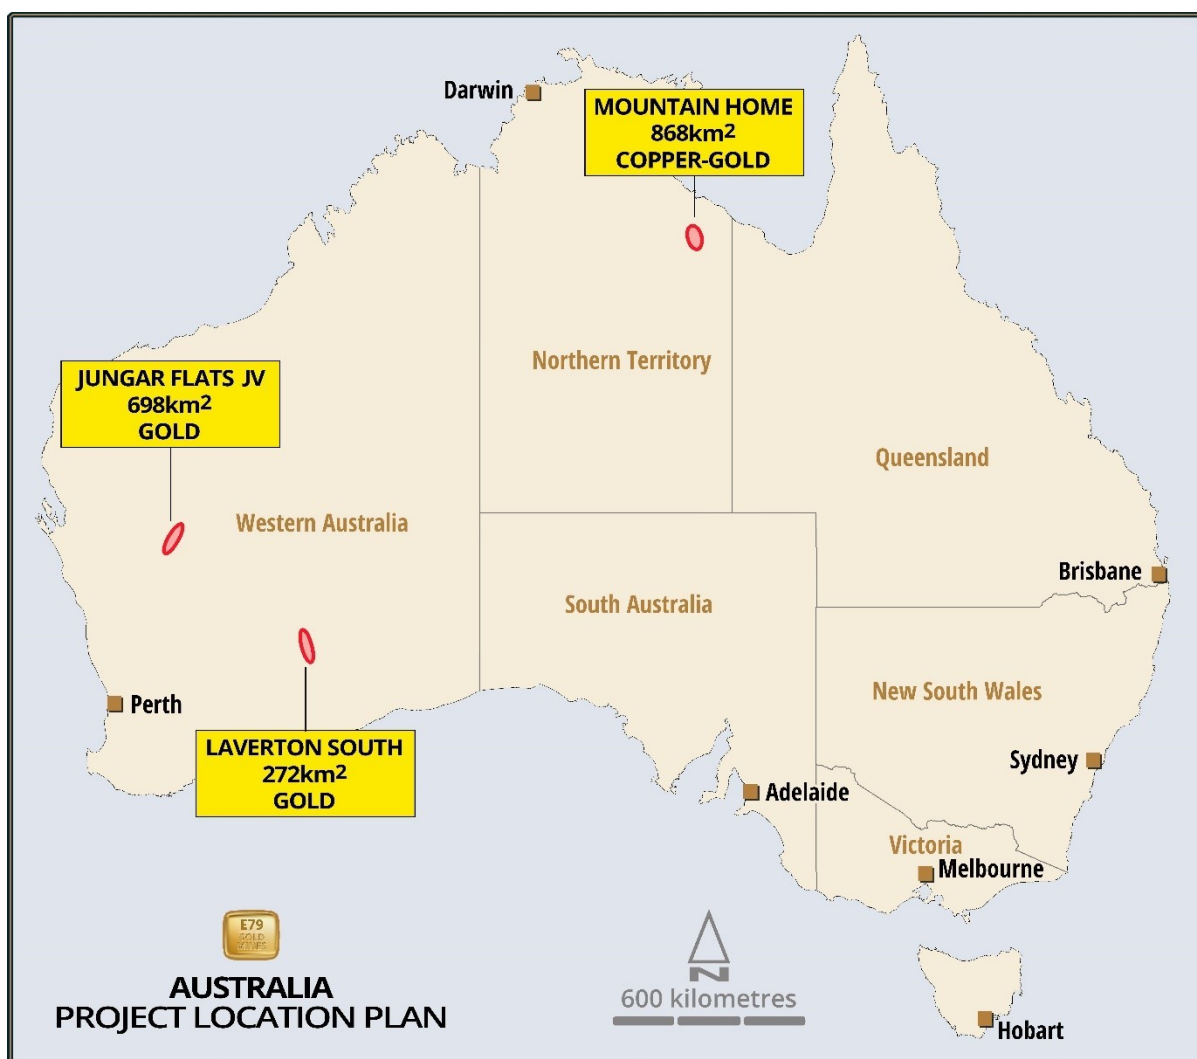 Darwin
MOUNTAIN HOME
868km²
COPPER-GOLD
Northern Territory
JUNGAR FLATS JV
698km²
GOLD
Queensland
Western Australia
Brisbane
South Australia
New South Wales
Perth
LAVERTON SOUTH
272km²
GOLD
Sydney
Adelaide
Victoria
Melbourne
E79
GOLD
MINES
AUSTRALIA
PROJECT LOCATION PLAN
N
600 kilometres
Hobart